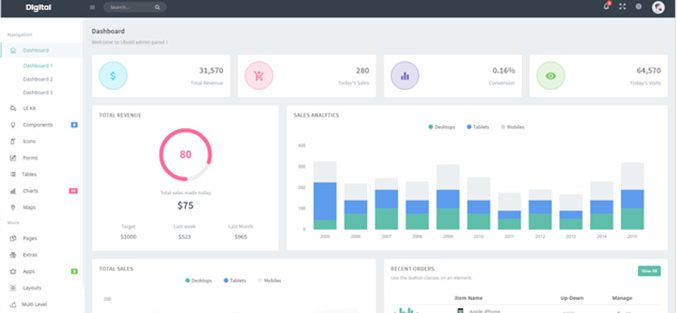 Digital
Search...
Navigation
Dashboard
Dashboard 1
Dashboard 2
Dashboard 3
UI Kit
Components
Icons
Forms
Tables
Charts
Maps
More
Pages
Extras
Apps
Layouts
Multi Level
Dashboard
Welcome to Ubold admin panel !
31,570
Total Revenue
280
Today's Sales
0.16%
Conversion
64,570
Today's Visits
TOTAL REVENUE
80
Total sales made today
$75
Target
$1000
Last week
$523
Last Month
$965
SALES ANALYTICS
Desktops Tablets Mobiles
400
300
200
100
0
2005 2006 2007 2008 2009 2010 2011 2012 2013 2014 2015
TOTAL SALES
Desktops Tablets Mobiles
280
RECENT ORDERS
Use the button classes on an element.
View All
Item Name Up-Down Manage
Apple iPhone